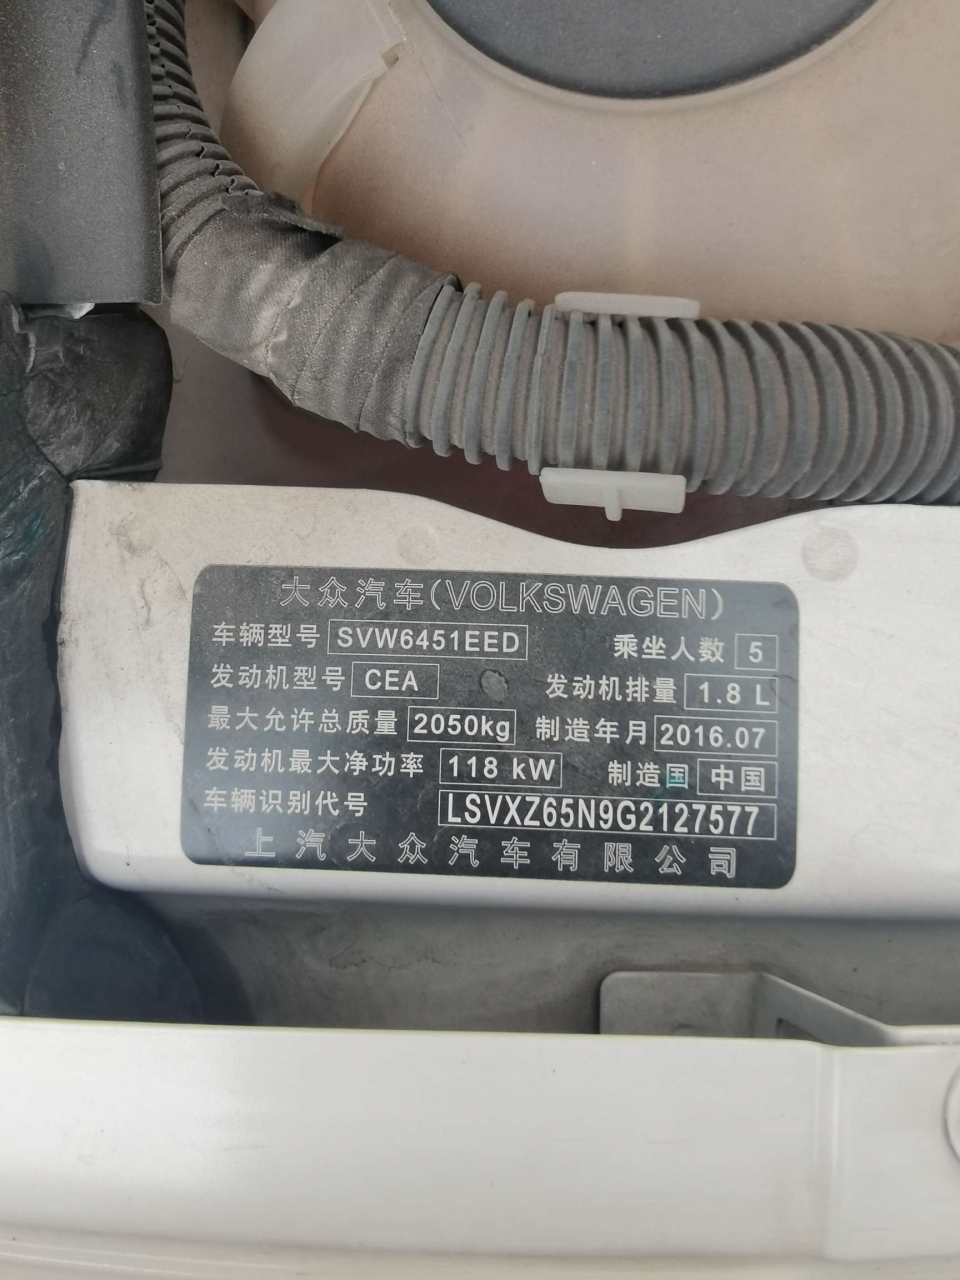 大众汽车(VOLKSWAGEN)
车辆型号 SVW6451EED 乘坐人数 5
发动机型号 CEA 发动机排量 1.8 L
最大允许总质量 2050kg 制造年月 2016.07
发动机最大净功率 118 kW 制造国 中国
车辆识别代号 LSVXZ65N9G2127577
上汽大众汽车有限公司